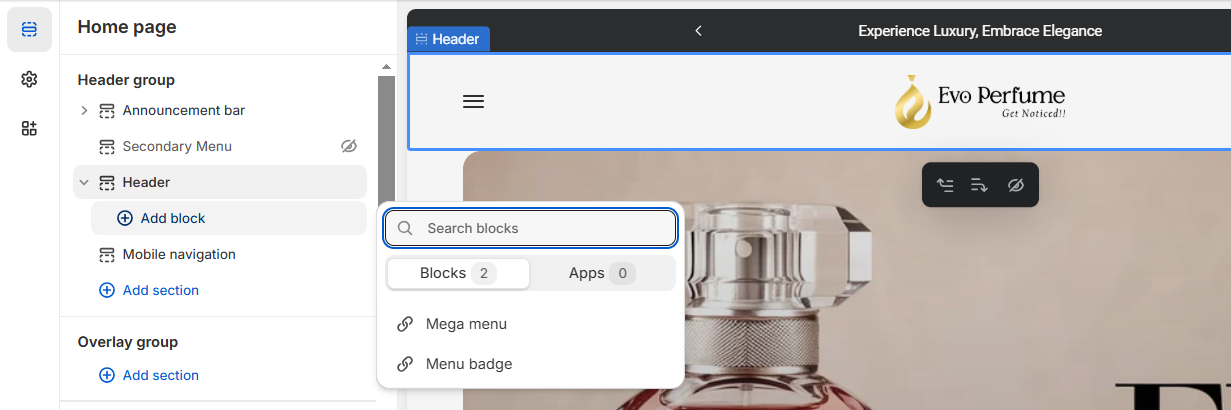 Home page
Header group
Announcement bar
Secondary Menu
Header
Add block
Mobile navigation
Add section
Overlay group
Add section
Search blocks
Blocks 2 Apps 0
Mega menu
Menu badge
Experience Luxury, Embrace Elegance
Header
Evo Perfume
Get Noticed!!